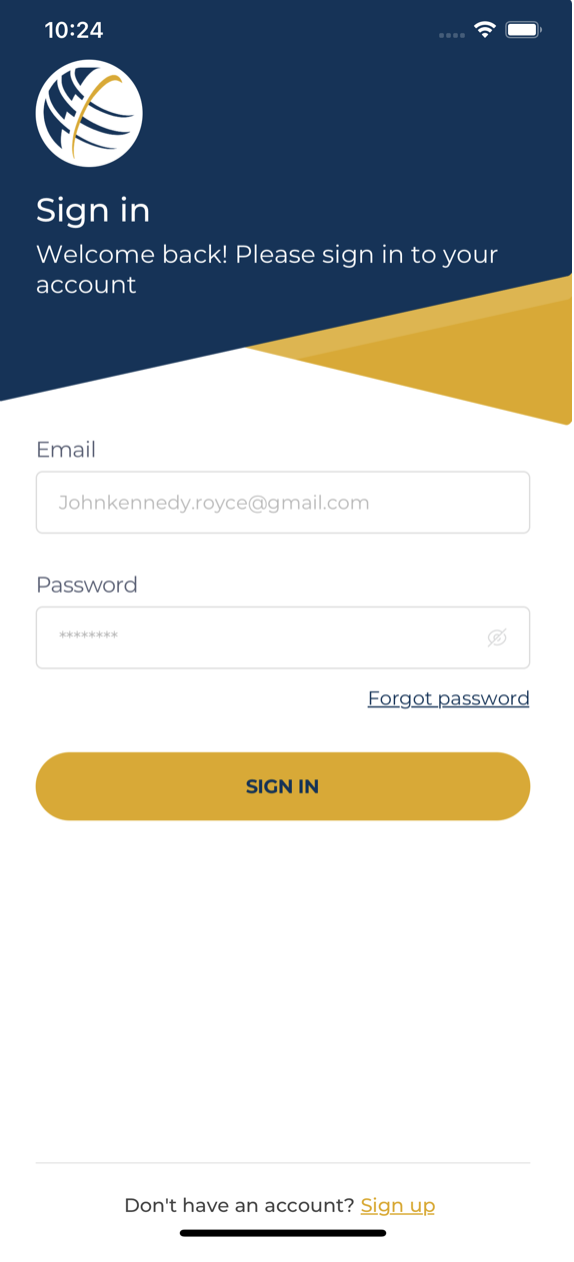 10:24
Sign in
Welcome back! Please sign in to your
account
Email
Johnkennedy.royce@gmail.com
Password
********
Forgot password
SIGN IN
Don't have an account? Sign up